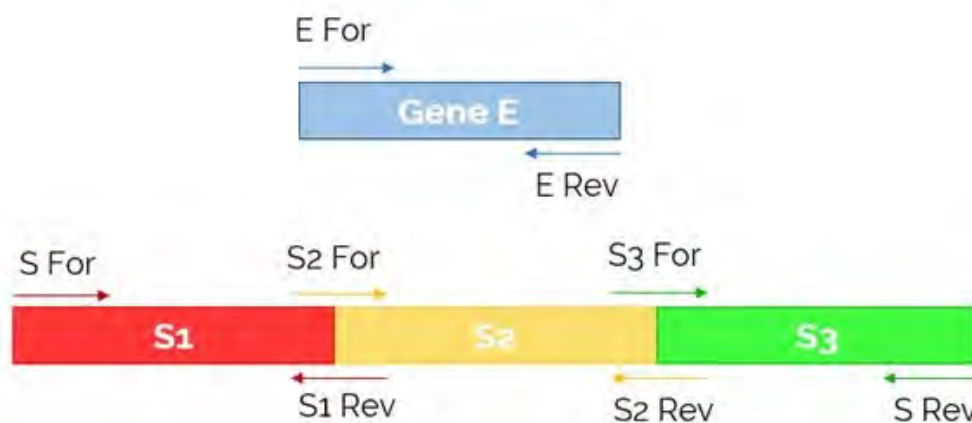 E For
Gene E
E Rev
S For
S2 For
S3 For
S1
S2
S3
S1 Rev
S2 Rev
S Rev